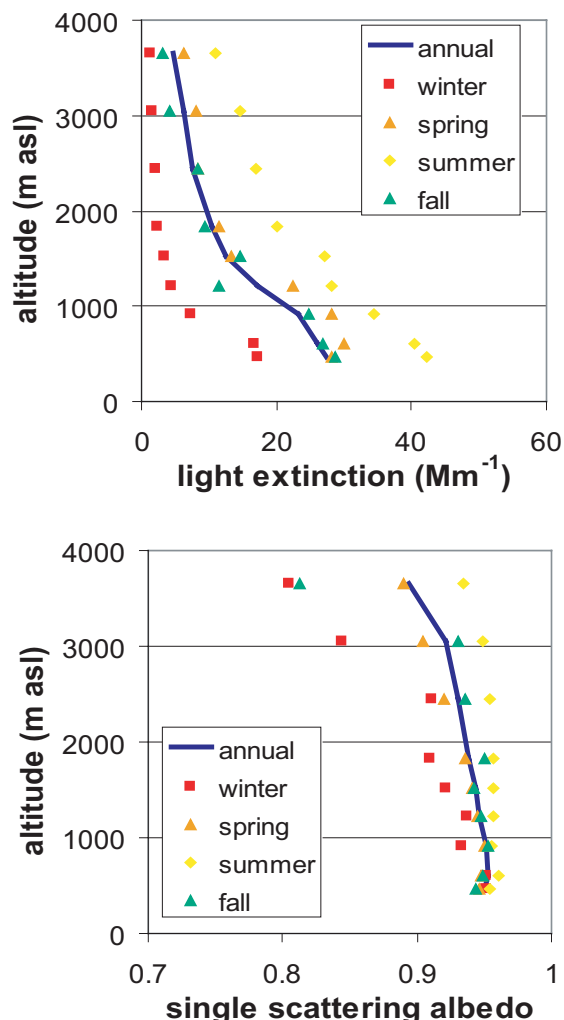 4000
3000
2000
1000
0
altitude (m asl)
annual
winter
spring
summer
fall
0 20 40 60
light extinction (Mm⁻¹)
4000
3000
2000
1000
0
altitude (m asl)
annual
winter
spring
summer
fall
0.7 0.8 0.9 1
single scattering albedo